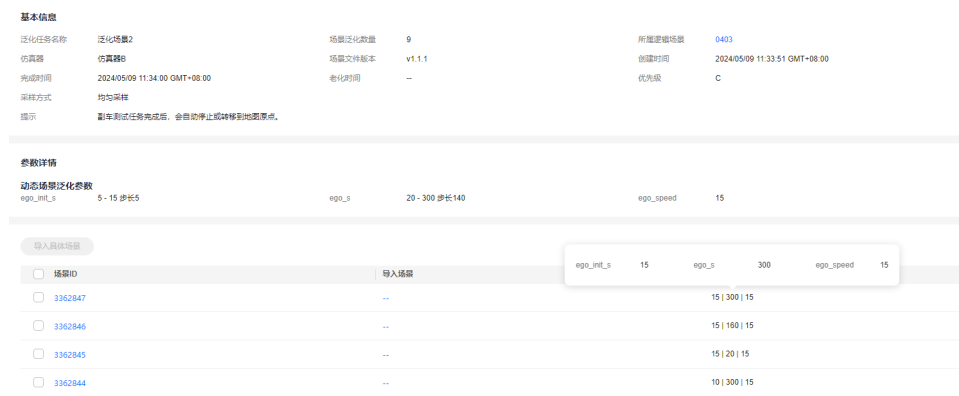 基本信息
泛化任务名称 泛化场景2 场景泛化数量 9 所属逻辑场景 0403
仿真器 仿真器B 场景文件版本 v1.1.1 创建时间 2024/05/09 11:33:51 GMT+08:00
完成时间 2024/05/09 11:34:00 GMT+08:00 老化时间 -- 优先级 C
采样方式 均匀采样
提示 副车测试任务完成后，会自动停止或转移到地图原点。
参数详情
动态场景泛化参数
ego_init_s 5 - 15 步长5 ego_s 20 - 300 步长140 ego_speed 15
导入具体场景
ego_init_s 15 ego_s 300 ego_speed 15
场景ID 导入场景
3362847 -- 15 | 300 | 15
3362846 -- 15 | 160 | 15
3362845 -- 15 | 20 | 15
3362844 -- 10 | 300 | 15